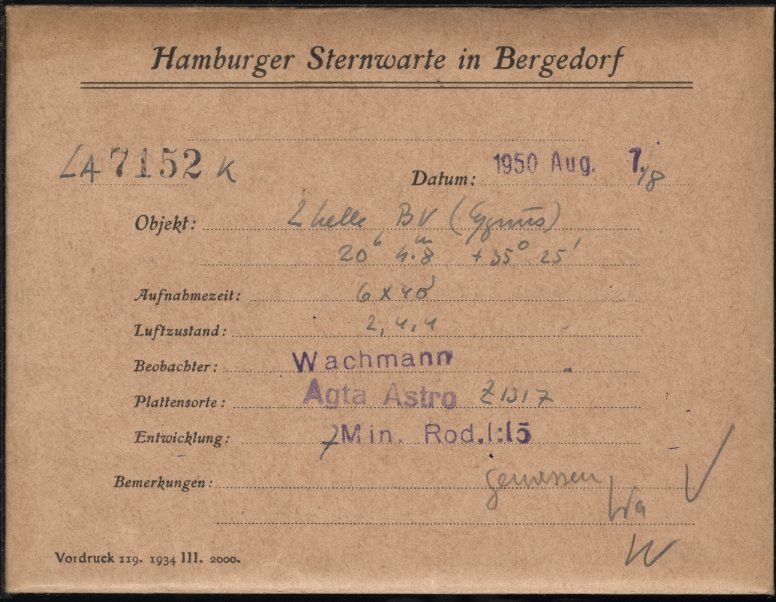 Hamburger Sternwarte in Bergedorf
LA 7152 K
Datum: 1950 Aug. 7./8
Objekt: 2 helle BV (Cygnus)
20h 4.m8 +35° 25'
Aufnahmezeit: 6 x 40'
Luftzustand: 2, 4, 4
Beobachter: Wachmann
Plattensorte: Agfa Astro Z 1317
Entwicklung: 7 Min. Rod. 1:15
Bemerkungen: gemessen Wa
W
Vordruck 119. 1934 III. 2000.